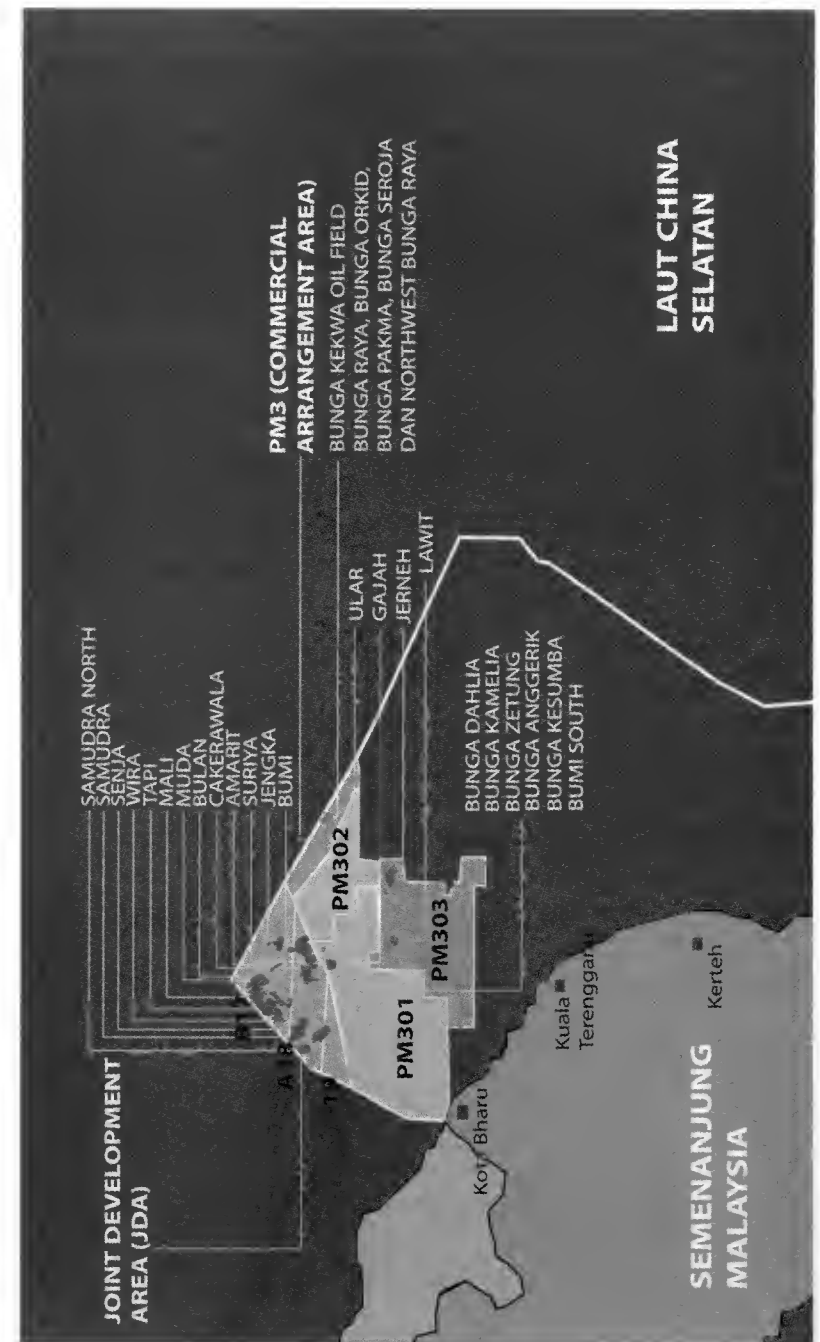 JOINT DEVELOPMENT
AREA (JDA)
SAMUDRA NORTH
SAMUDRA
SENJA
WIRA
TAPI
MALI
MUDA
BULAN
CAKERAWALA
AMARIT
SURIYA
JENGKA
BUMI
PM3 (COMMERCIAL
ARRANGEMENT AREA)
BUNGA KEKWA OIL FIELD
BUNGA RAYA, BUNGA ORKID,
BUNGA PAKMA, BUNGA SEROJA
DAN NORTHWEST BUNGA RAYA
ULAR
GAJAH
JERNEH
LAWIT
A 18
PM302
PM301
PM303
BUNGA DAHLIA
BUNGA KAMELIA
BUNGA ZETUNG
BUNGA ANGGERIK
BUNGA KESUMBA
BUMI SOUTH
Kota Bharu
Kuala
Terengganu
Kerteh
SEMENANJUNG
MALAYSIA
LAUT CHINA
SELATAN